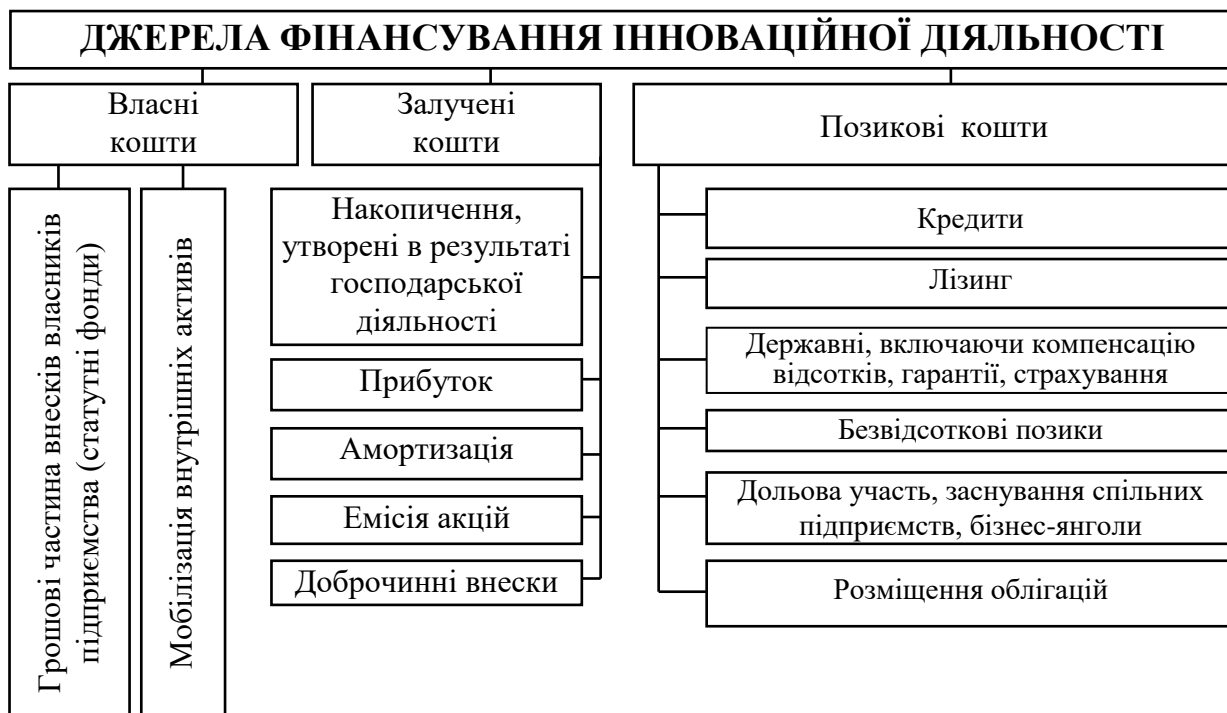 ДЖЕРЕЛА ФІНАНСУВАННЯ ІННОВАЦІЙНОЇ ДІЯЛЬНОСТІ
Власні
кошти
Грошові частина внесків власників
підприємства (статутні фонди)
Мобілізація внутрішніх активів
Залучені
кошти
Накопичення,
утворені в результаті
господарської
діяльності
Прибуток
Амортизація
Емісія акцій
Доброчинні внески
Позикові кошти
Кредити
Лізинг
Державні, включаючи компенсацію
відсотків, гарантії, страхування
Безвідсоткові позики
Дольова участь, заснування спільних
підприємств, бізнес-янголи
Розміщення облігацій